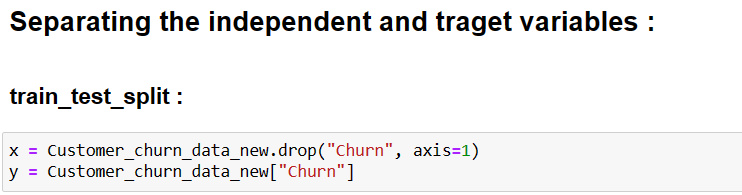 Separating the independent and traget variables :
train_test_split :
x = Customer_churn_data_new.drop("Churn", axis=1)
y = Customer_churn_data_new["Churn"]